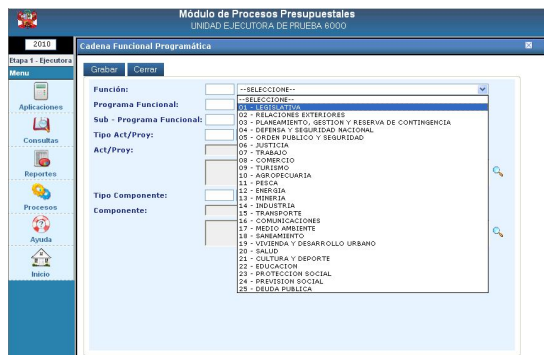 Módulo de Procesos Presupuestales
UNIDAD EJECUTORA DE PRUEBA 6000
2010
Etapa 1 - Ejecutora
Menu
Aplicaciones
Consultas
Reportes
Procesos
Ayuda
Inicio
Cadena Funcional Programática
Grabar Cerrar
Función: --SELECCIONE--
Programa Funcional:
Sub - Programa Funcional:
Tipo Act/Proy:
Act/Proy:
Tipo Componente:
Componente:
--SELECCIONE--
01 - LEGISLATIVA
02 - RELACIONES EXTERIORES
03 - PLANEAMIENTO, GESTION Y RESERVA DE CONTINGENCIA
04 - DEFENSA Y SEGURIDAD NACIONAL
05 - ORDEN PUBLICO Y SEGURIDAD
06 - JUSTICIA
07 - TRABAJO
08 - COMERCIO
09 - TURISMO
10 - AGROPECUARIA
11 - PESCA
12 - ENERGIA
13 - MINERIA
14 - INDUSTRIA
15 - TRANSPORTE
16 - COMUNICACIONES
17 - MEDIO AMBIENTE
18 - SANEAMIENTO
19 - VIVIENDA Y DESARROLLO URBANO
20 - SALUD
21 - CULTURA Y DEPORTE
22 - EDUCACION
23 - PROTECCION SOCIAL
24 - PREVISION SOCIAL
25 - DEUDA PUBLICA